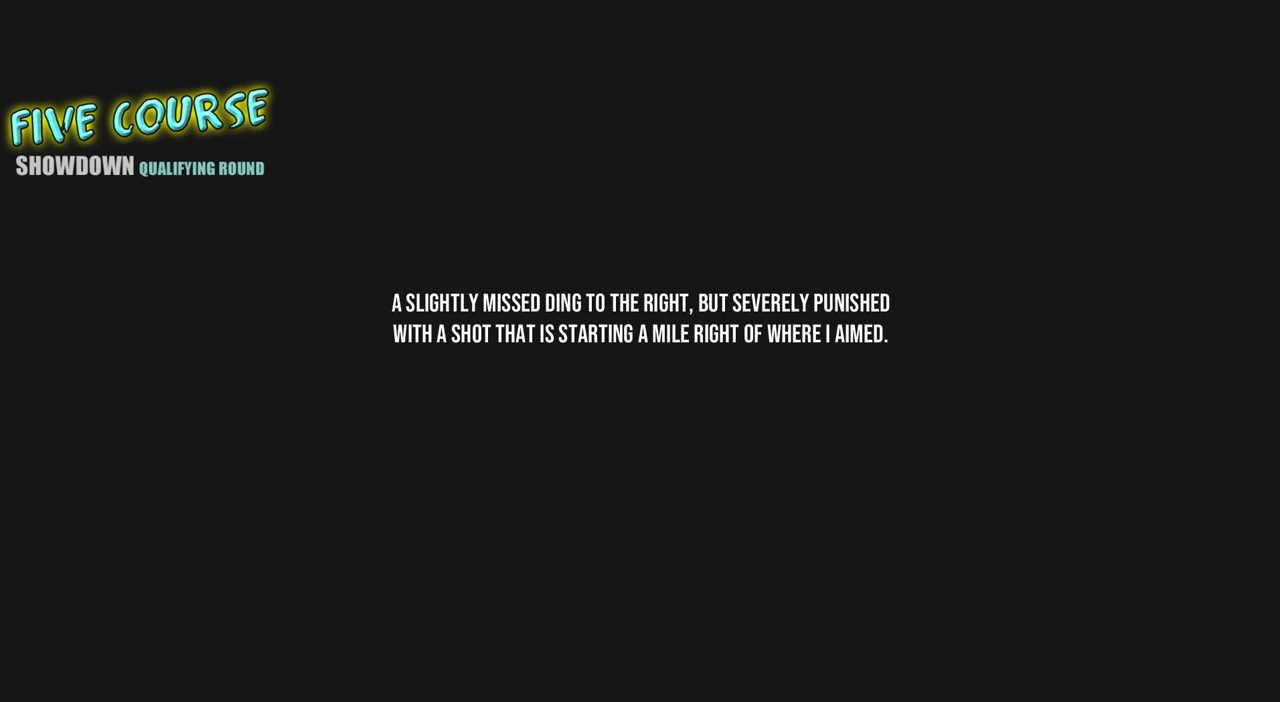 FIVE COURSE
SHOWDOWN QUALIFYING ROUND
A SLIGHTLY MISSED DING TO THE RIGHT, BUT SEVERELY PUNISHED
WITH A SHOT THAT IS STARTING A MILE RIGHT OF WHERE I AIMED.